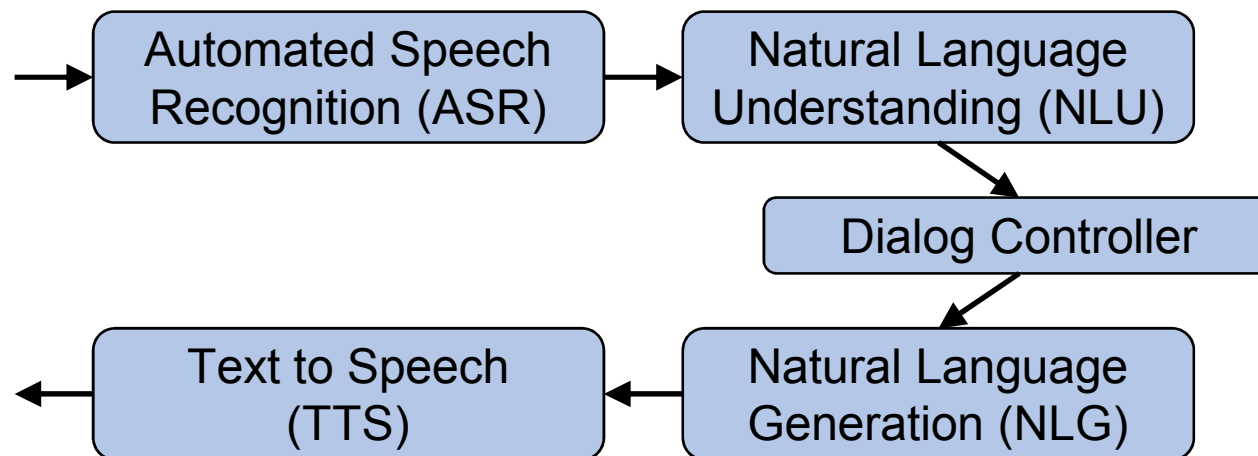 Automated Speech
Recognition (ASR)
Natural Language
Understanding (NLU)
Dialog Controller
Natural Language
Generation (NLG)
Text to Speech
(TTS)